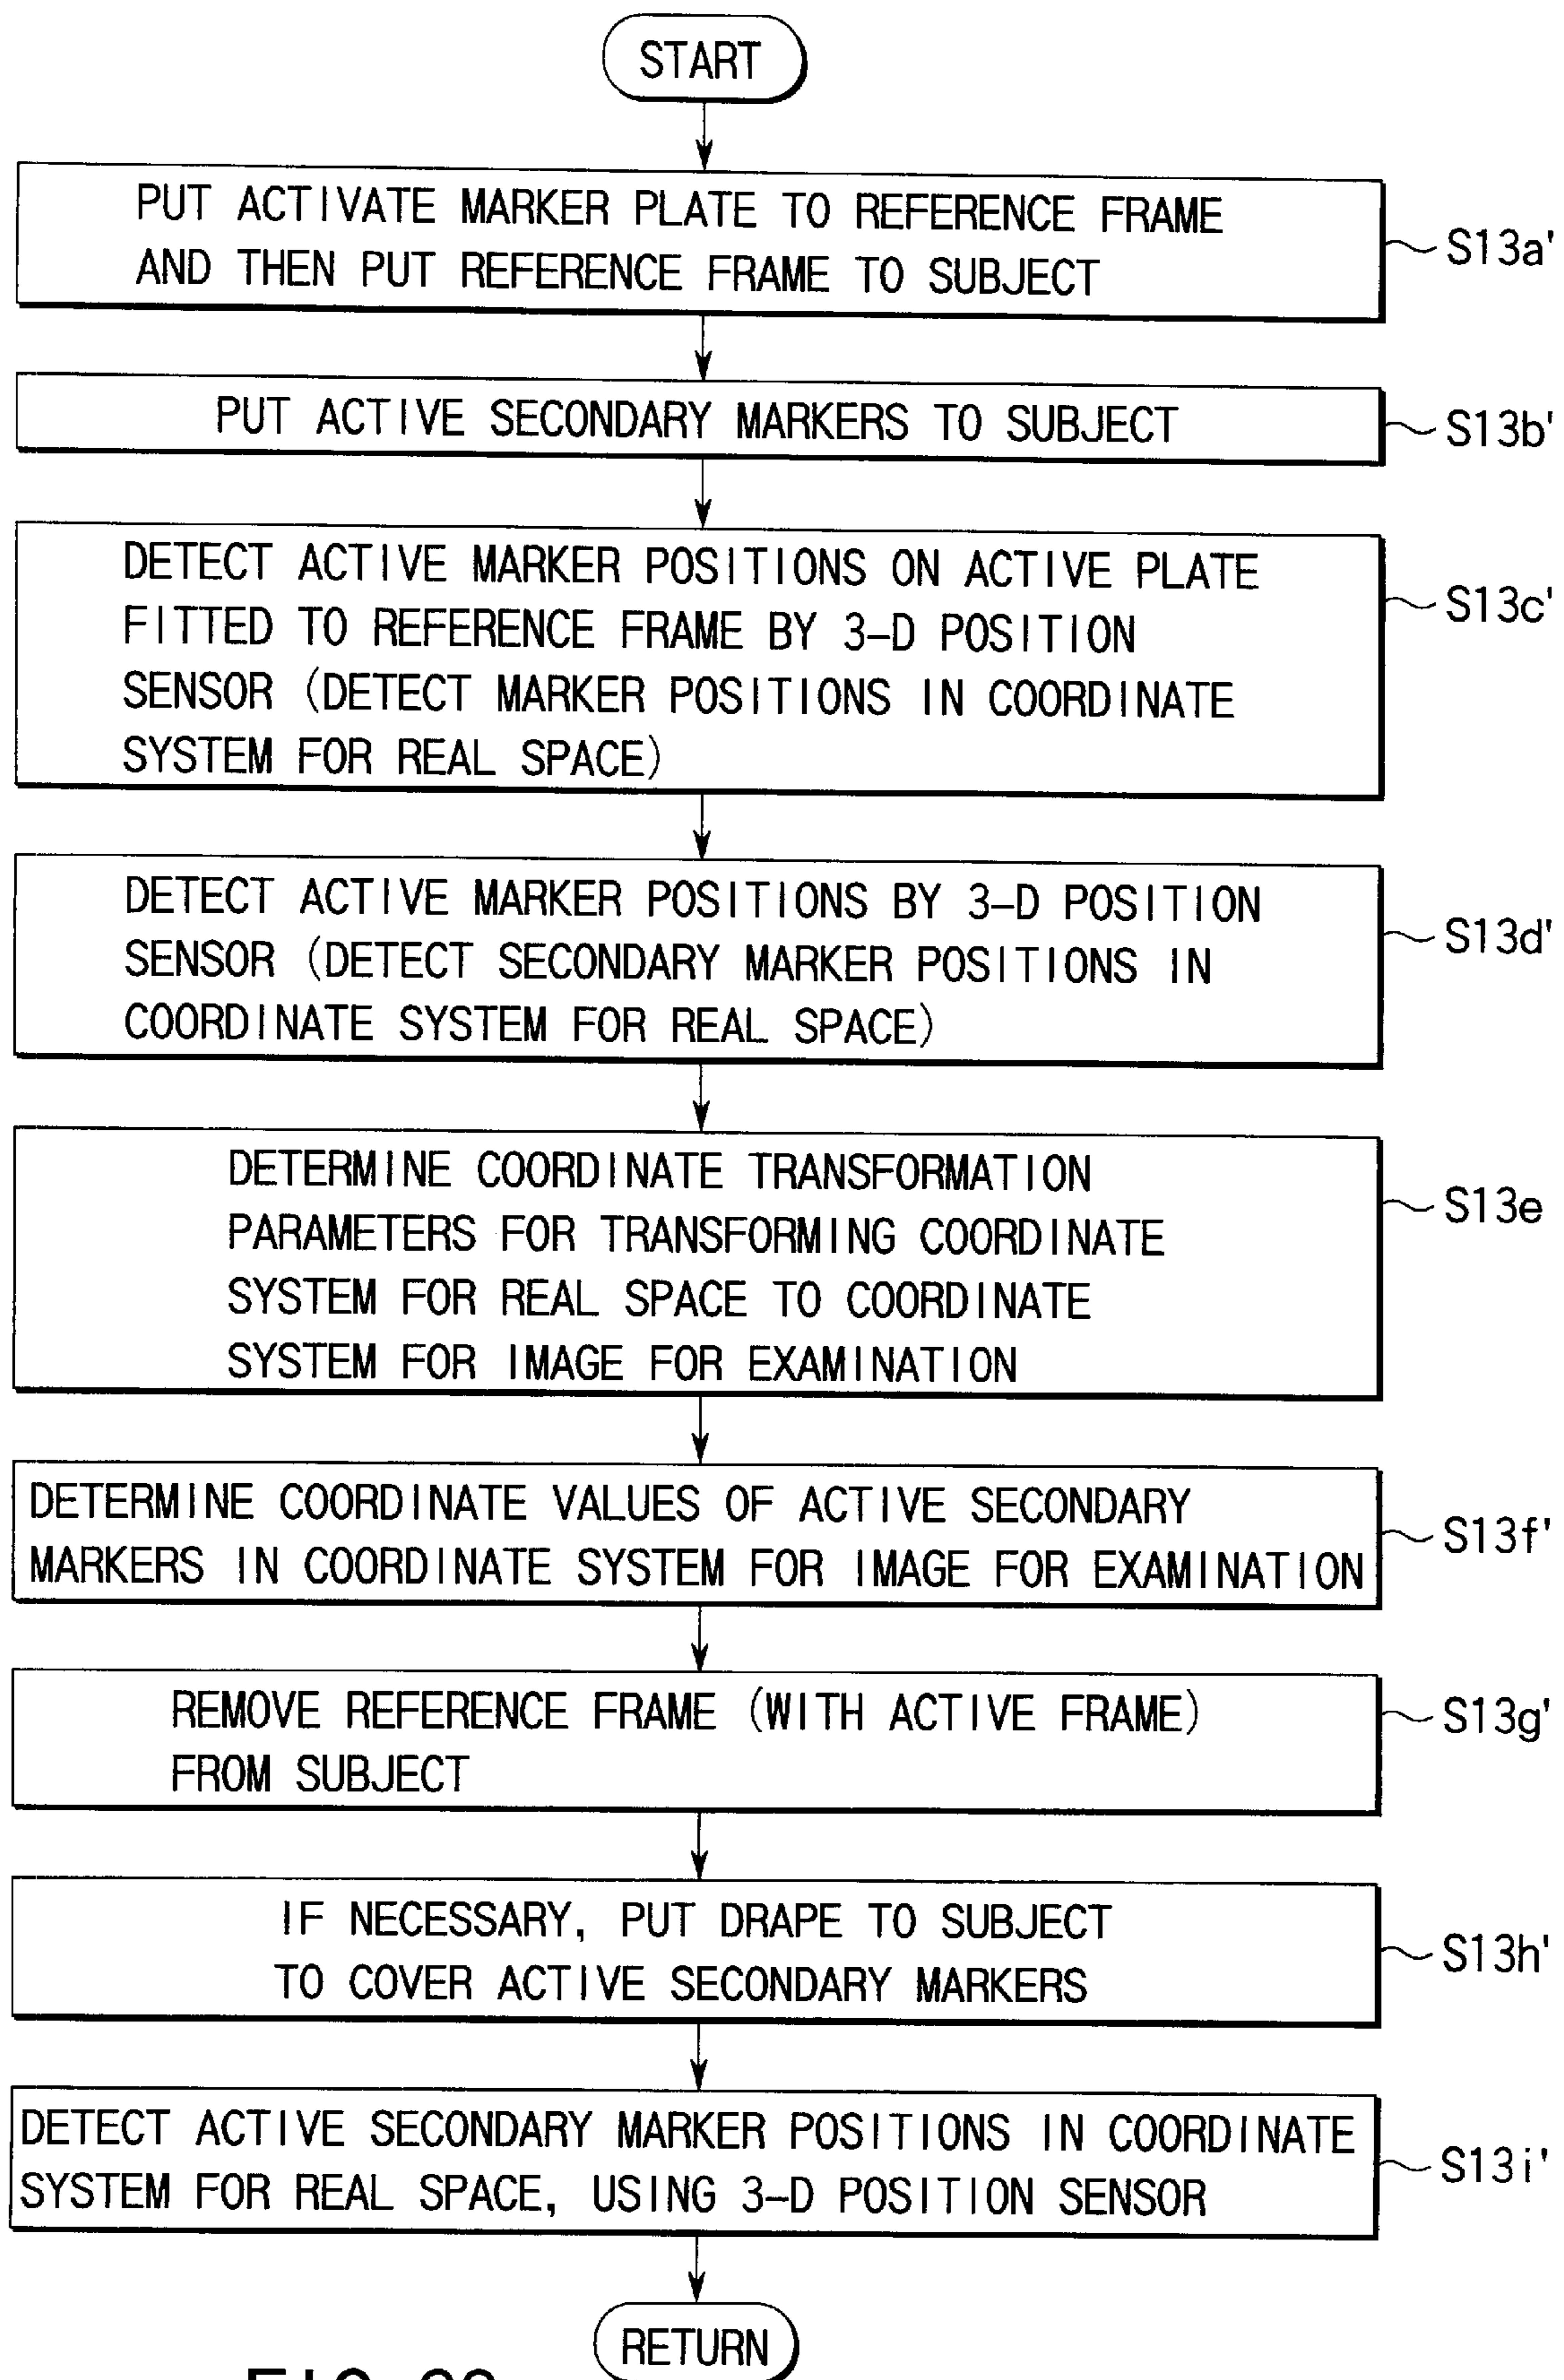 START
PUT ACTIVATE MARKER PLATE TO REFERENCE FRAME
AND THEN PUT REFERENCE FRAME TO SUBJECT
S13a'
PUT ACTIVE SECONDARY MARKERS TO SUBJECT
S13b'
DETECT ACTIVE MARKER POSITIONS ON ACTIVE PLATE
FITTED TO REFERENCE FRAME BY 3-D POSITION
SENSOR (DETECT MARKER POSITIONS IN COORDINATE
SYSTEM FOR REAL SPACE)
S13c'
DETECT ACTIVE MARKER POSITIONS BY 3-D POSITION
SENSOR (DETECT SECONDARY MARKER POSITIONS IN
COORDINATE SYSTEM FOR REAL SPACE)
S13d'
DETERMINE COORDINATE TRANSFORMATION
PARAMETERS FOR TRANSFORMING COORDINATE
SYSTEM FOR REAL SPACE TO COORDINATE
SYSTEM FOR IMAGE FOR EXAMINATION
S13e
DETERMINE COORDINATE VALUES OF ACTIVE SECONDARY
MARKERS IN COORDINATE SYSTEM FOR IMAGE FOR EXAMINATION
S13f'
REMOVE REFERENCE FRAME (WITH ACTIVE FRAME)
FROM SUBJECT
S13g'
IF NECESSARY, PUT DRAPE TO SUBJECT
TO COVER ACTIVE SECONDARY MARKERS
S13h'
DETECT ACTIVE SECONDARY MARKER POSITIONS IN COORDINATE
SYSTEM FOR REAL SPACE, USING 3-D POSITION SENSOR
S13i'
RETURN